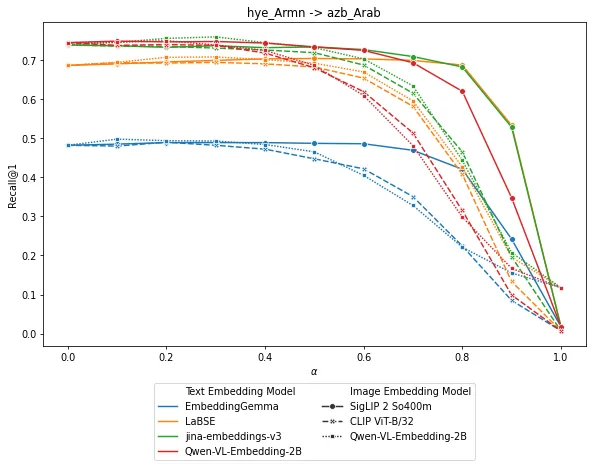 hye_Armn -> azb_Arab
Recall@1
0.7
0.6
0.5
0.4
0.3
0.2
0.1
0.0
0.0 0.2 0.4 0.6 0.8 1.0
α
Text Embedding Model Image Embedding Model
EmbeddingGemma SigLIP 2 So400m
LaBSE CLIP ViT-B/32
jina-embeddings-v3 Qwen-VL-Embedding-2B
Qwen-VL-Embedding-2B